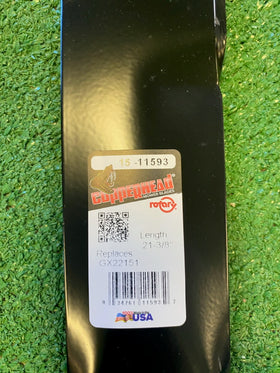 15-11593
COPPERHEAD
rotary
Length
21-3/8"
Replaces
GX22151
USA